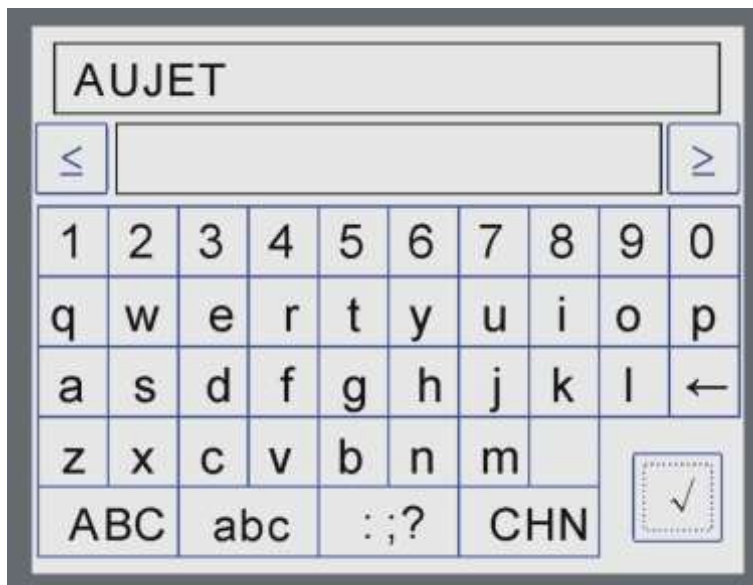 AUJET
≤ ≥
1 2 3 4 5 6 7 8 9 0
q w e r t y u i o p
a s d f g h j k l ←
z x c v b n m
ABC abc : ;? CHN √